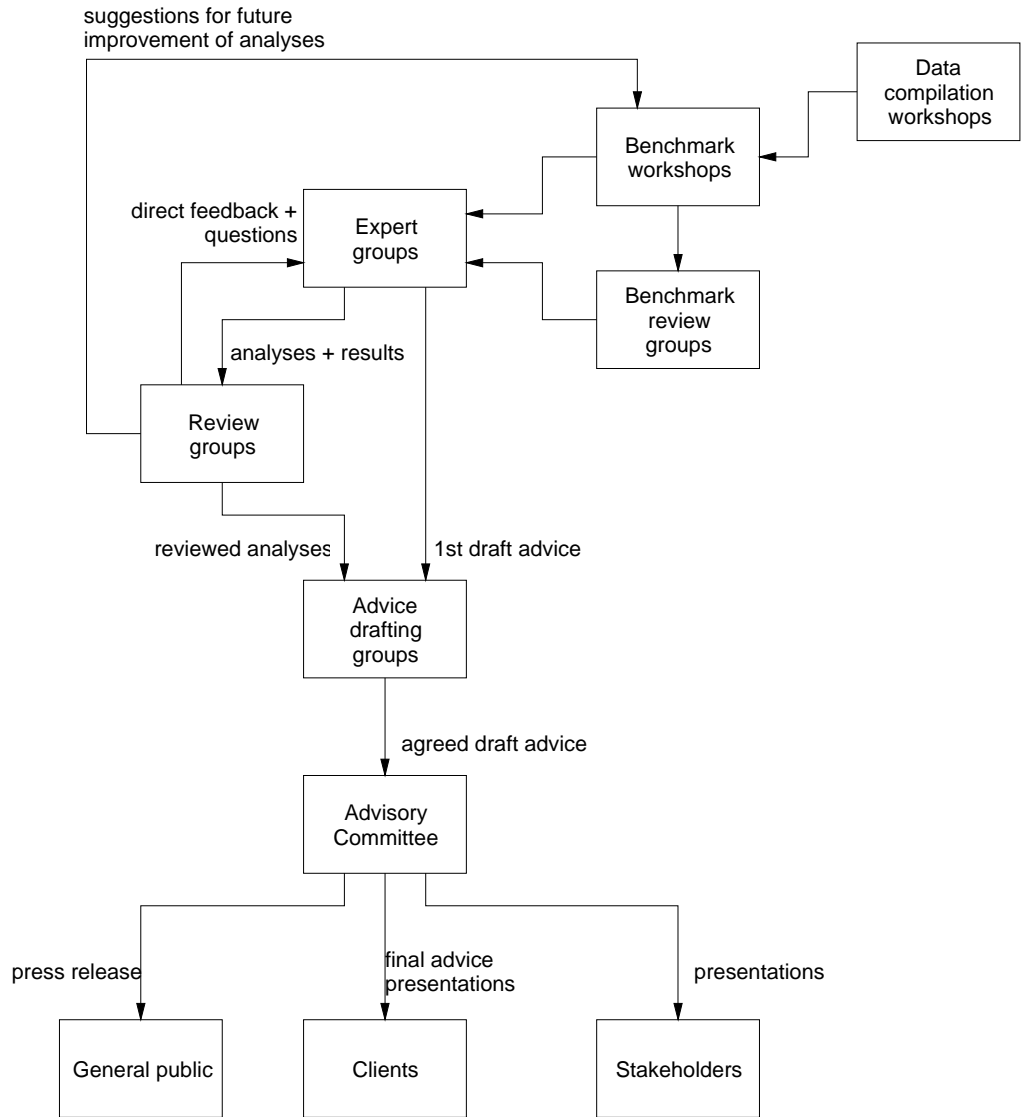 suggestions for future
improvement of analyses
Data
compilation
workshops
Benchmark
workshops
direct feedback +
questions
Expert
groups
Benchmark
review
groups
analyses + results
Review
groups
reviewed analyses
1st draft advice
Advice
drafting
groups
agreed draft advice
Advisory
Committee
press release
final advice
presentations
presentations
General public
Clients
Stakeholders